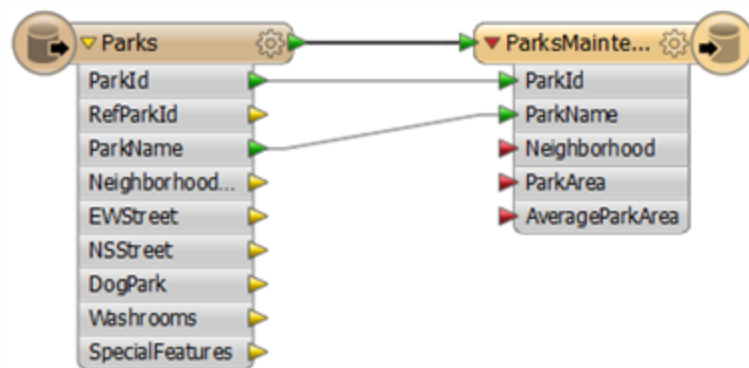 Parks
ParkId
RefParkId
ParkName
Neighborhood...
EWStreet
NSStreet
DogPark
Washrooms
SpecialFeatures
ParksMainte...
ParkId
ParkName
Neighborhood
ParkArea
AverageParkArea